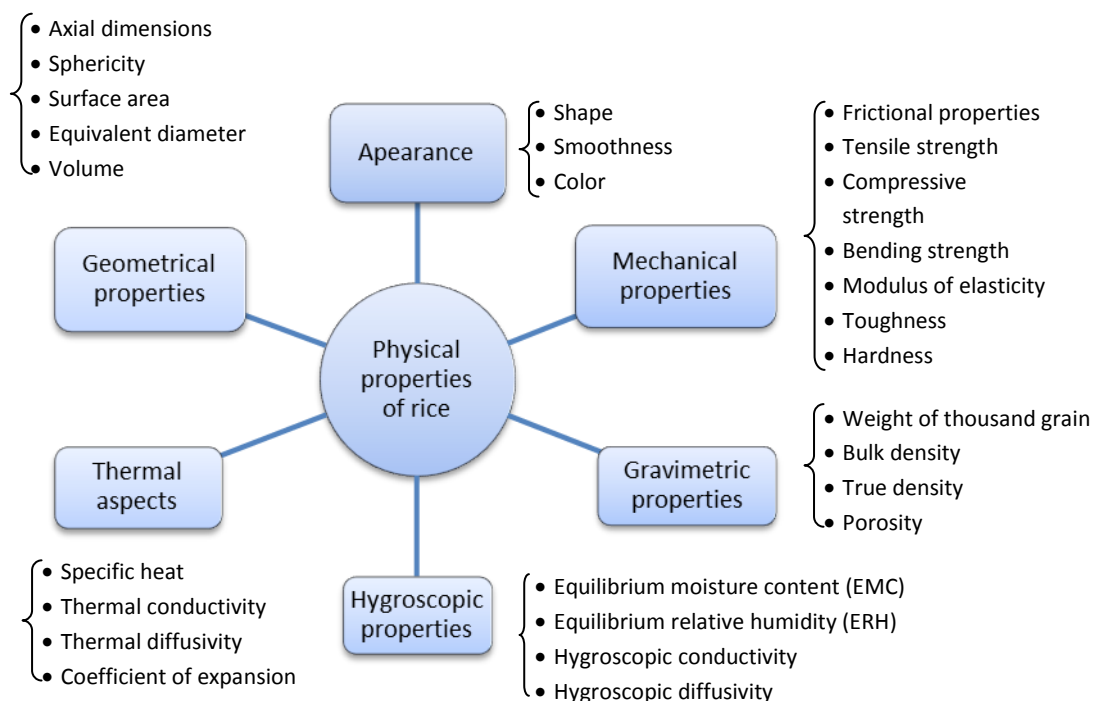 • Axial dimensions
• Sphericity
• Surface area
• Equivalent diameter
• Volume
Apearance
• Shape
• Smoothness
• Color
• Frictional properties
• Tensile strength
• Compressive
strength
• Bending strength
• Modulus of elasticity
• Toughness
• Hardness
Geometrical
properties
Mechanical
properties
Physical
properties
of rice
Thermal
aspects
Gravimetric
properties
• Weight of thousand grain
• Bulk density
• True density
• Porosity
• Specific heat
• Thermal conductivity
• Thermal diffusivity
• Coefficient of expansion
Hygroscopic
properties
• Equilibrium moisture content (EMC)
• Equilibrium relative humidity (ERH)
• Hygroscopic conductivity
• Hygroscopic diffusivity